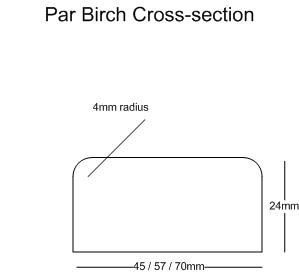 Par Birch Cross-section
4mm radius
24mm
45 / 57 / 70mm